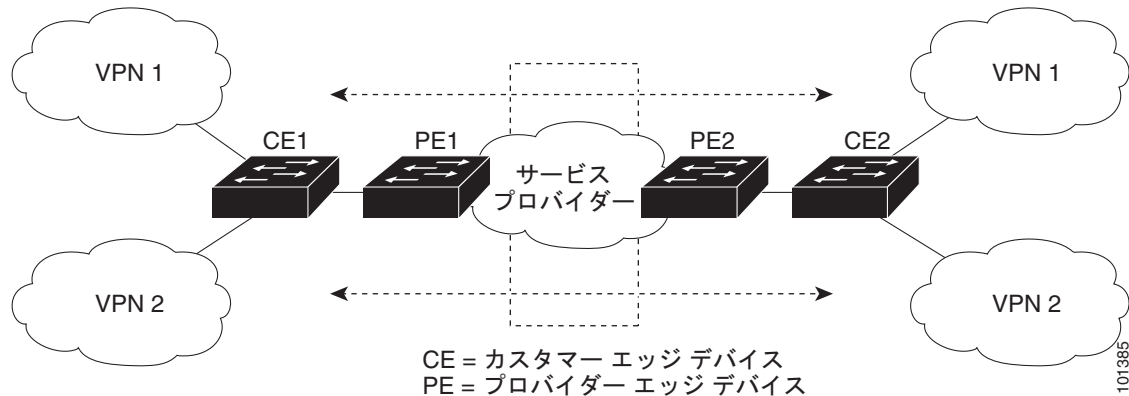 VPN 1
VPN 1
CE1
PE1
PE2
CE2
サービス
プロバイダー
VPN 2
VPN 2
CE = カスタマー エッジ デバイス
PE = プロバイダー エッジ デバイス
101385